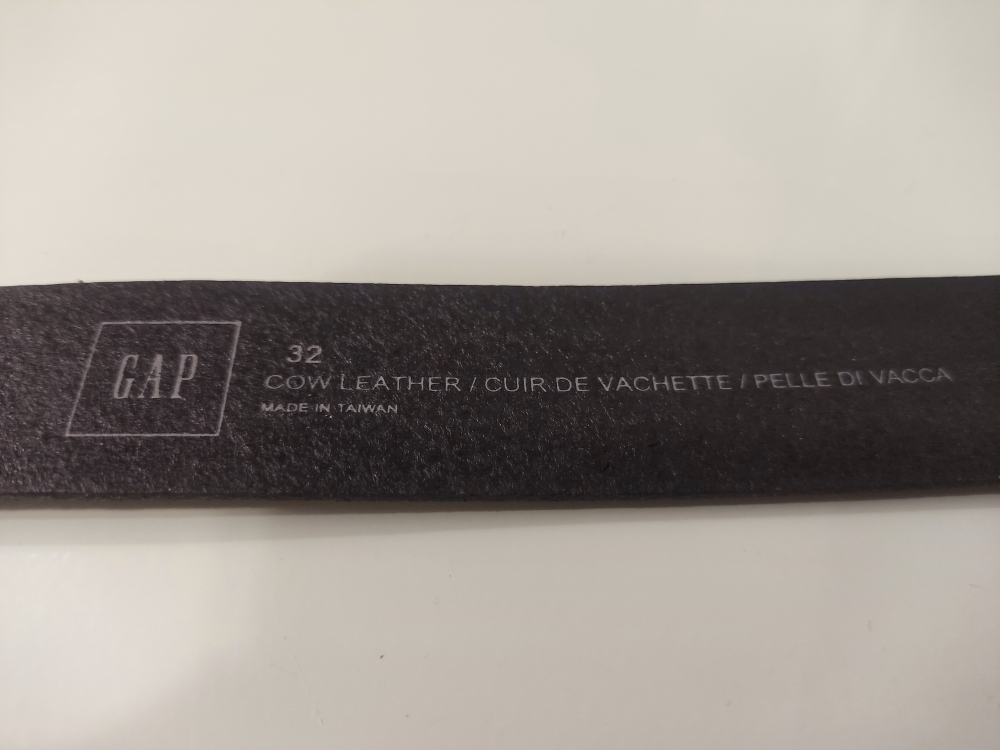 GAP
32
COW LEATHER / CUIR DE VACHETTE / PELLE DI VACCA
MADE IN TAIWAN